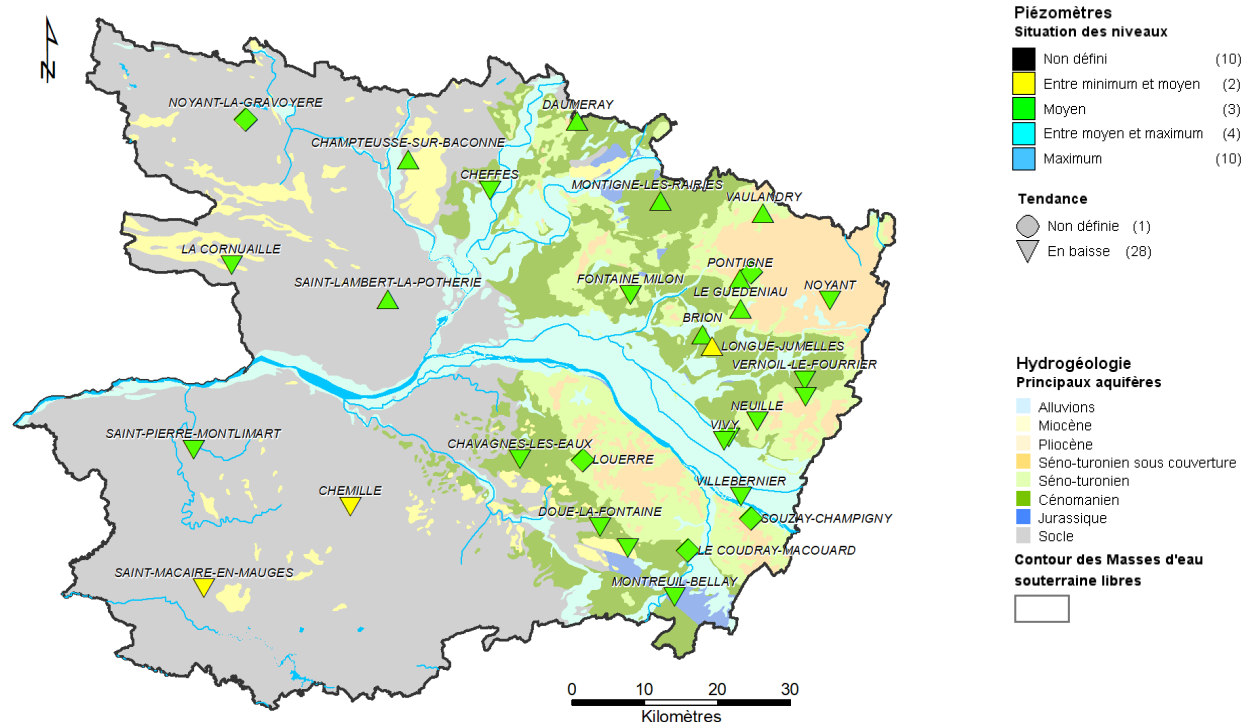 N
NOYANT-LA-GRAVOYERE
DAUMERAY
CHAMPTEUSSE-SUR-BACONNE
CHEFFES
MONTIGNE-LES-RAIRIES
VAULANDRY
LA CORNUAILLE
SAINT-LAMBERT-LA-POTHERIE
PONTIGNE
FONTAINE MILON
LE GUEDENIAU
NOYANT
BRION
LONGUE-JUMELLES
VERNOIL-LE-FOURRIER
NEUILLE
VIVY
SAINT-PIERRE-MONTLIMART
CHAVAGNES-LES-EAUX
LOUERRE
CHEMILLE
VILLEBERNIER
DOUE-LA-FONTAINE
SOUZAY-CHAMPIGNY
LE COUDRAY-MACOUARD
SAINT-MACAIRE-EN-MAUGES
MONTREUIL-BELLAY
0 10 20 30
Kilomètres
Piézomètres
Situation des niveaux
Non défini (10)
Entre minimum et moyen (2)
Moyen (3)
Entre moyen et maximum (4)
Maximum (10)
Tendance
Non définie (1)
En baisse (28)
Hydrogéologie
Principaux aquifères
Alluvions
Miocène
Pliocène
Séno-turonien sous couverture
Séno-turonien
Cénomanien
Jurassique
Socle
Contour des Masses d'eau
souterraine libres